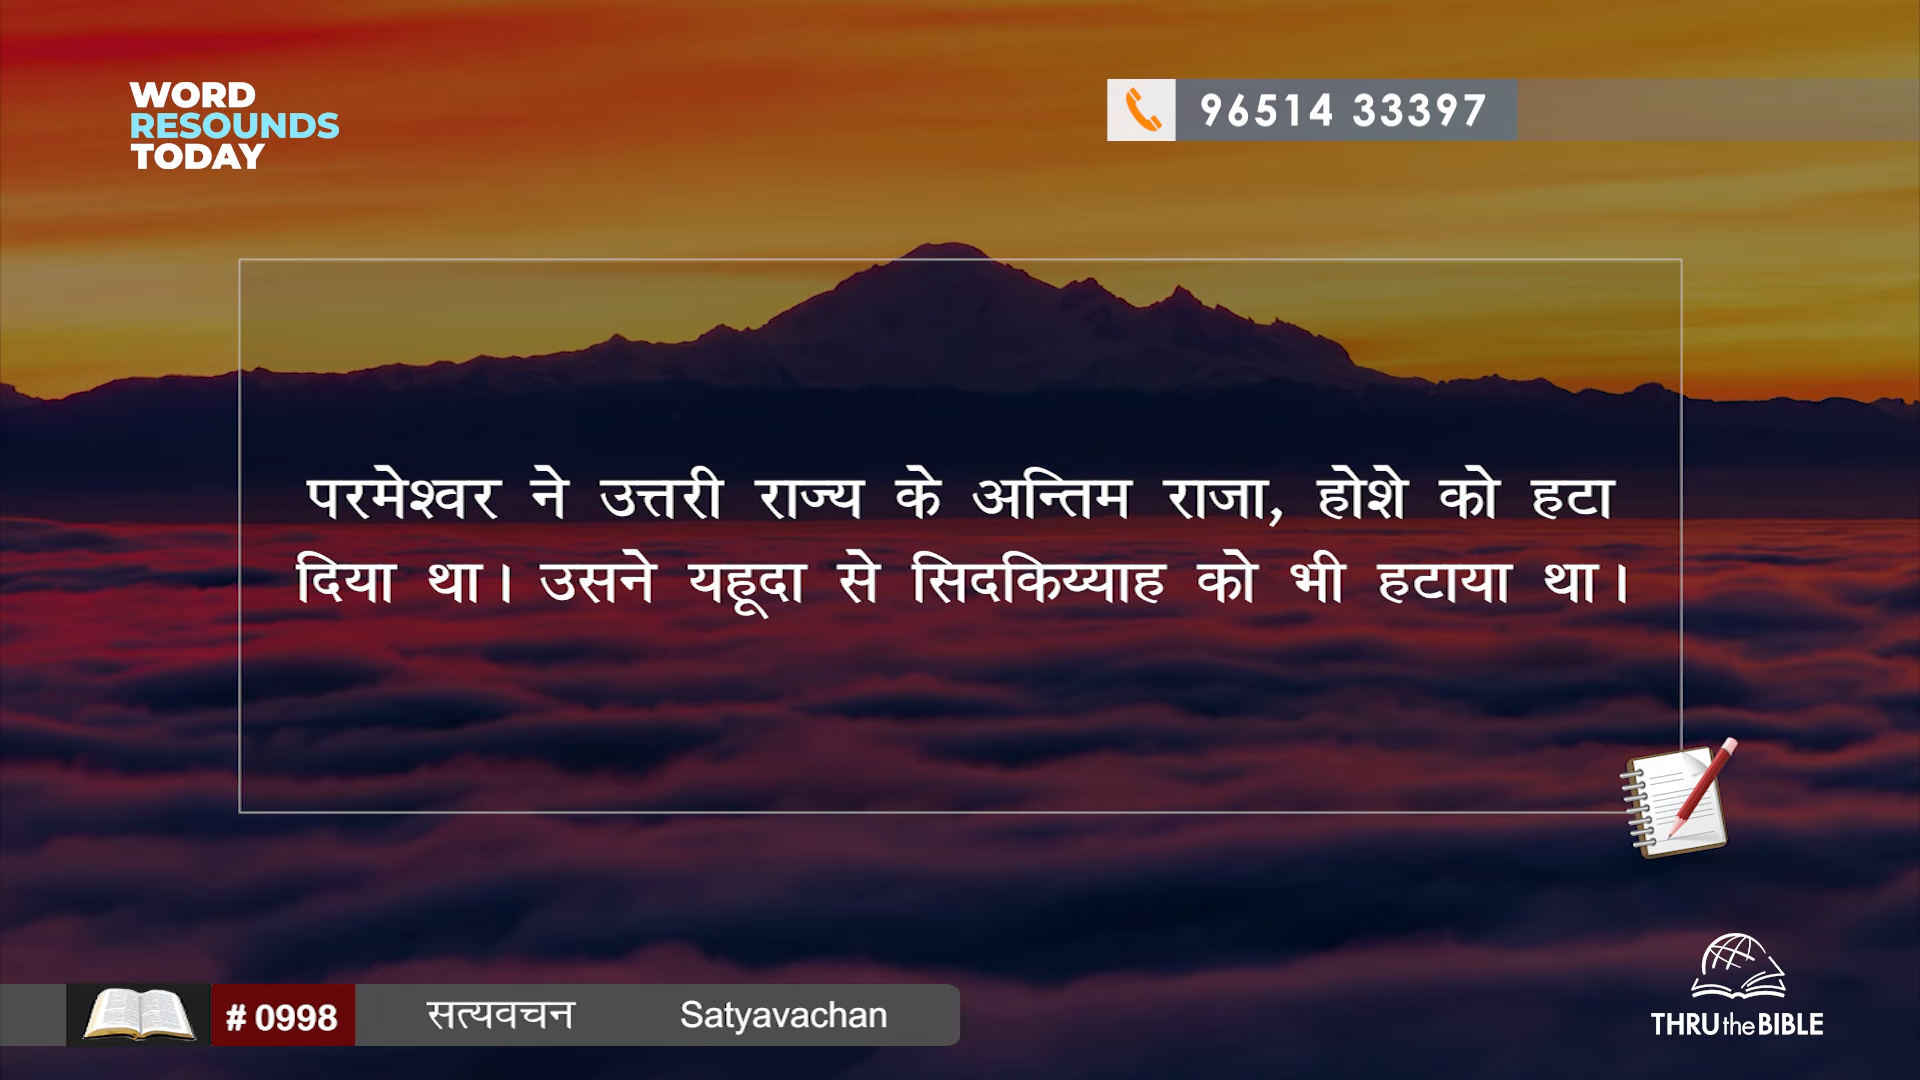 WORD
RESOUNDS
TODAY
96514 33397
परमेश्वर ने उत्तरी राज्य के अन्तिम राजा, होशे को हटा
दिया था। उसने यहूदा से सिदकिय्याह को भी हटाया था।
# 0998 सत्यवचन Satyavachan
THRU the BIBLE